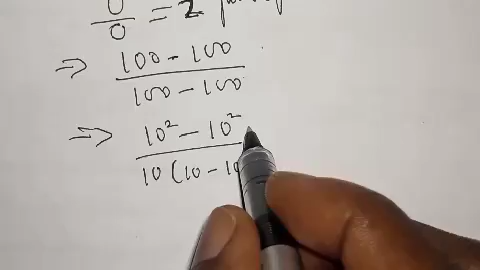 0/0 = 2
⇒ (100 - 100)/(100 - 100)
⇒ (10² - 10²)/(10 (10 - 10